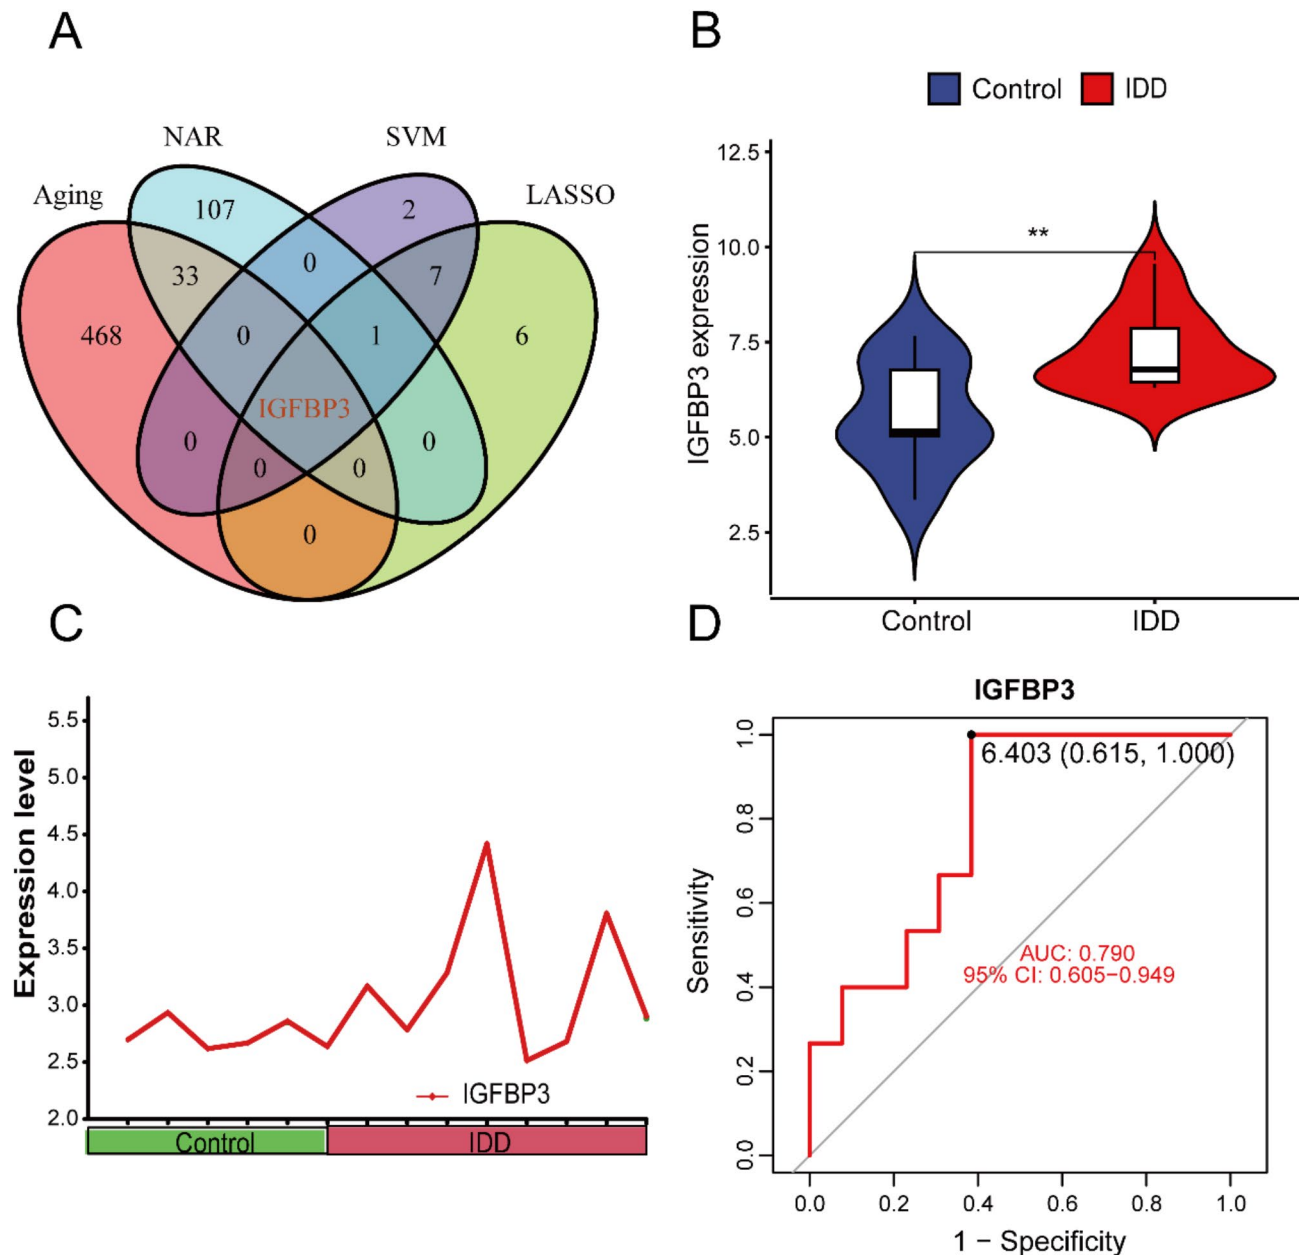 A
NAR
SVM
Aging
LASSO
107
2
33
0
7
468
0
1
6
IGFBP3
0
0
0
0
0
B
Control
IDD
IGFBP3 expression
12.5
10.0
7.5
5.0
2.5
**
Control
IDD
C
Expression level
5.5
5.0
4.5
4.0
3.5
3.0
2.5
2.0
IGFBP3
Control
IDD
D
IGFBP3
Sensitivity
1.0
0.8
0.6
0.4
0.2
0.0
6.403 (0.615, 1.000)
AUC: 0.790
95% CI: 0.605−0.949
0.0
0.2
0.4
0.6
0.8
1.0
1 − Specificity